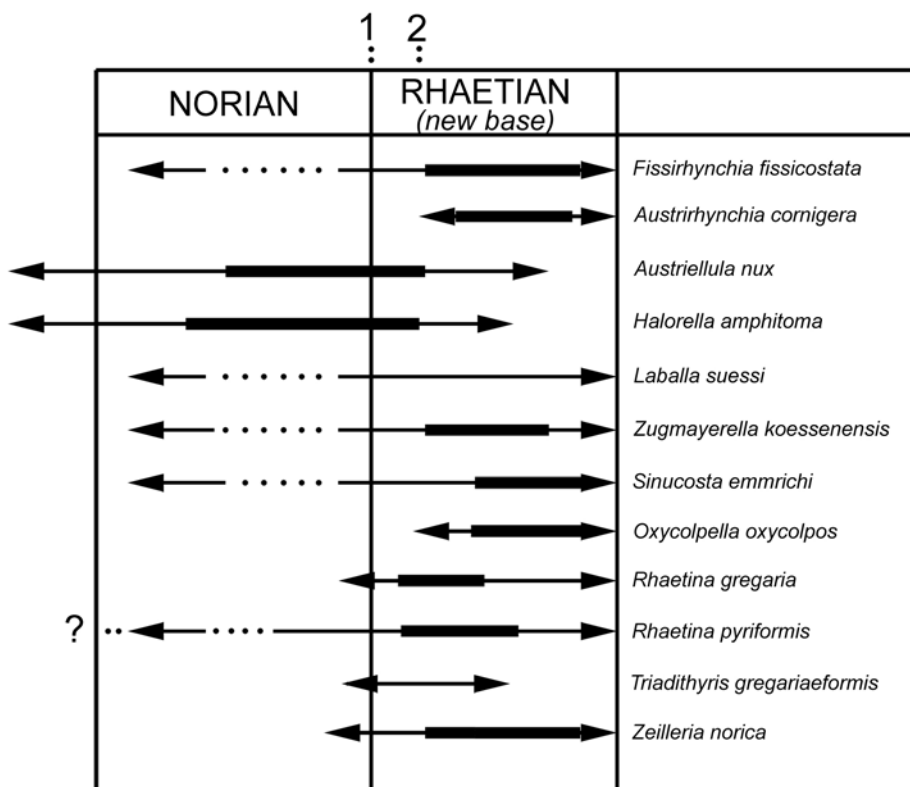 1 2
NORIAN
RHAETIAN
(new base)
Fissirhynchia fissicostata
Austrirhynchia cornigera
Austriellula nux
Halorella amphitoma
Laballa suessi
Zugmayerella koessenensis
Sinucosta emmrichi
Oxycolpella oxycolpos
Rhaetina gregaria
? Rhaetina pyriformis
Triadithyris gregariaeformis
Zeilleria norica